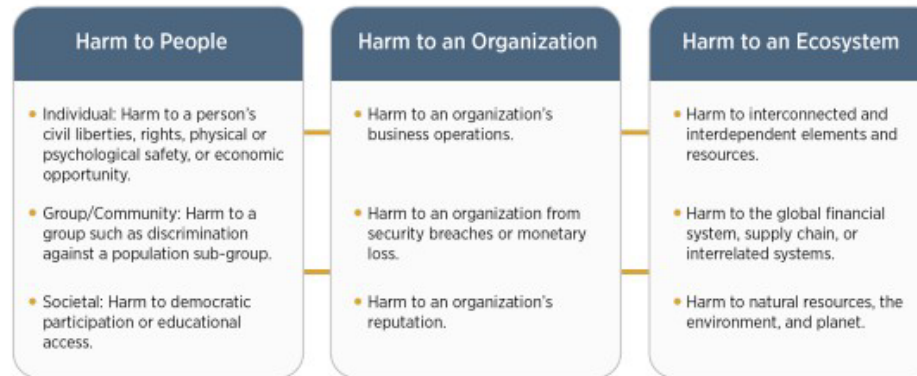 Harm to People
• Individual: Harm to a person's
civil liberties, rights, physical or
psychological safety, or economic
opportunity.
• Group/Community: Harm to a
group such as discrimination
against a population sub-group.
• Societal: Harm to democratic
participation or educational
access.
Harm to an Organization
• Harm to an organization's
business operations.
• Harm to an organization from
security breaches or monetary
loss.
• Harm to an organization's
reputation.
Harm to an Ecosystem
• Harm to interconnected and
interdependent elements and
resources.
• Harm to the global financial
system, supply chain, or
interrelated systems.
• Harm to natural resources, the
environment, and planet.